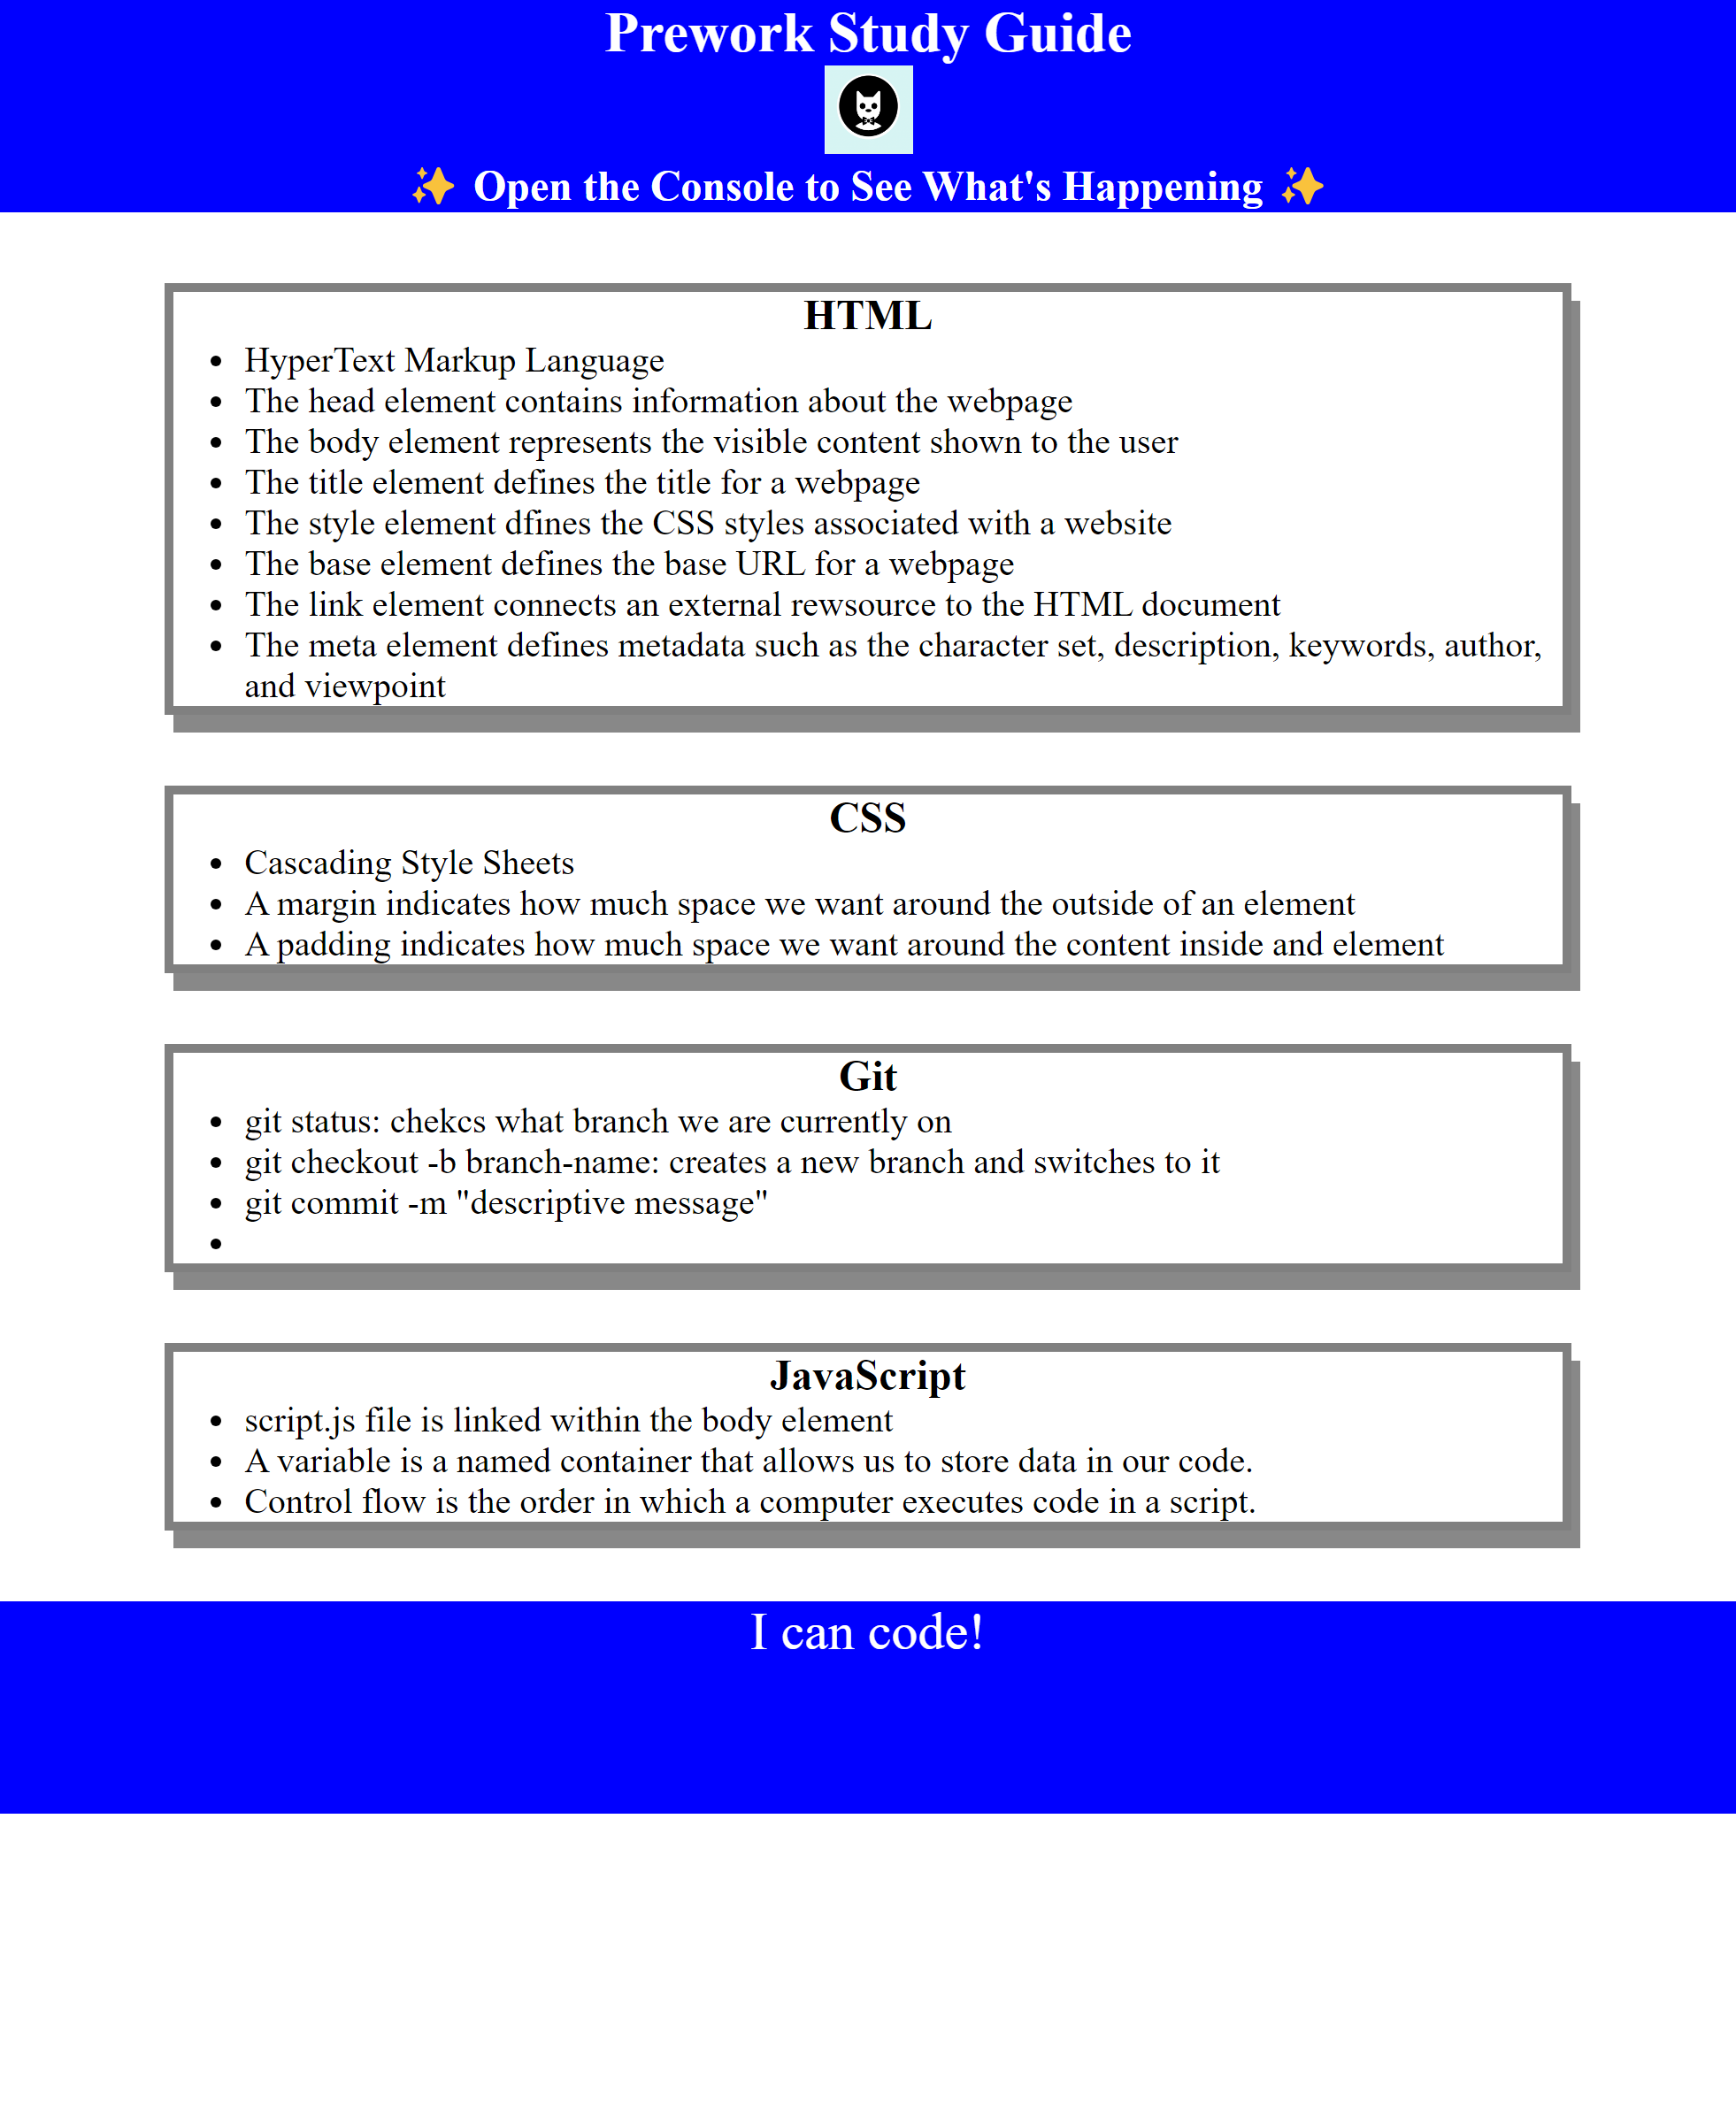 Prework Study Guide
✨ Open the Console to See What's Happening ✨
HTML
• HyperText Markup Language
• The head element contains information about the webpage
• The body element represents the visible content shown to the user
• The title element defines the title for a webpage
• The style element dfines the CSS styles associated with a website
• The base element defines the base URL for a webpage
• The link element connects an external rewsource to the HTML document
• The meta element defines metadata such as the character set, description, keywords, author,
and viewpoint
CSS
• Cascading Style Sheets
• A margin indicates how much space we want around the outside of an element
• A padding indicates how much space we want around the content inside and element
Git
• git status: chekcs what branch we are currently on
• git checkout -b branch-name: creates a new branch and switches to it
• git commit -m "descriptive message"
•
JavaScript
• script.js file is linked within the body element
• A variable is a named container that allows us to store data in our code.
• Control flow is the order in which a computer executes code in a script.
I can code!